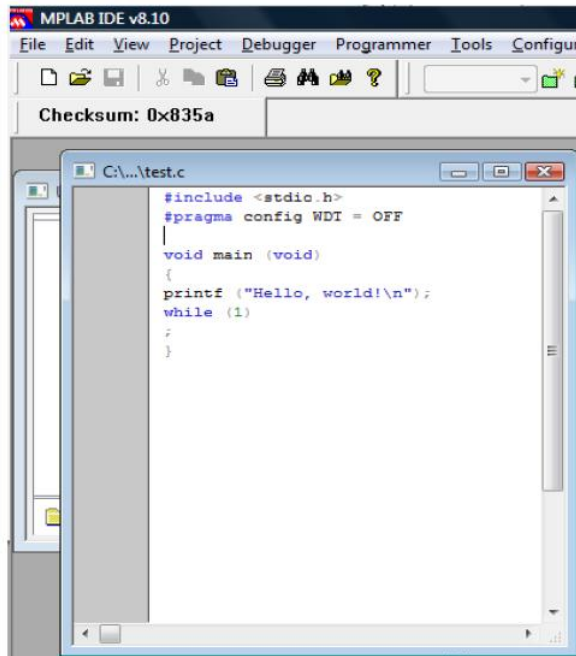 MPLAB IDE v8.10
File Edit View Project Debugger Programmer Tools
Checksum: 0x835a
C:\...\test.c
#include <stdio.h>
#pragma config WDT = OFF
void main (void)
{
printf ("Hello, world!\n");
while (1)
;
}